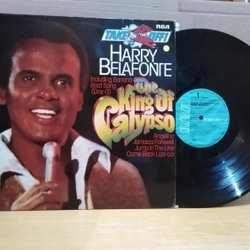 RCA
TAKE OFF!
HARRY
BELAFONTE
Including Banana
Boat Song
(Day-O)
The
King Of
Calypso
Angelina
Jamaica Farewell
Jump In The Line
Come Back Liza a.o.